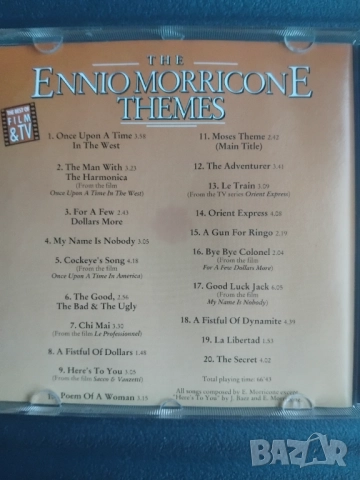 THE
ENNIO MORRICONE
THEMES
THE BEST OF
FILM
& TV
1. Once Upon A Time 3.50
In The West
2. The Man With 3.23
The Harmonica
(From the film
Once Upon A Time In The West)
3. For A Few 2.43
Dollars More
4. My Name Is Nobody 3.05
5. Cockeye's Song 4.18
(From the film
Once Upon A Time In America)
6. The Good, 2.56
The Bad & The Ugly
7. Chi Mai 3.30
(From the film Le Professionnel)
8. A Fistful Of Dollars 1.48
9. Here's To You 3.05
(From the film Sacco & Vanzetti)
Poem Of A Woman 3.15
11. Moses Theme 2.42
(Main Title)
12. The Adventurer 3.41
13. Le Train 3.09
(From the TV series Orient Express)
14. Orient Express 4.28
15. A Gun For Ringo 2.19
16. Bye Bye Colonel 2.04
(From the film
For A Few Dollars More)
17. Good Luck Jack 6.09
(From the film
My Name Is Nobody)
18. A Fistful Of Dynamite 4.39
19. La Libertad 1.53
20. The Secret 4.12
Total playing time: 66'43
All songs composed by E. Morricone except
"Here's To You" by J. Baez and E. M
BAZAR